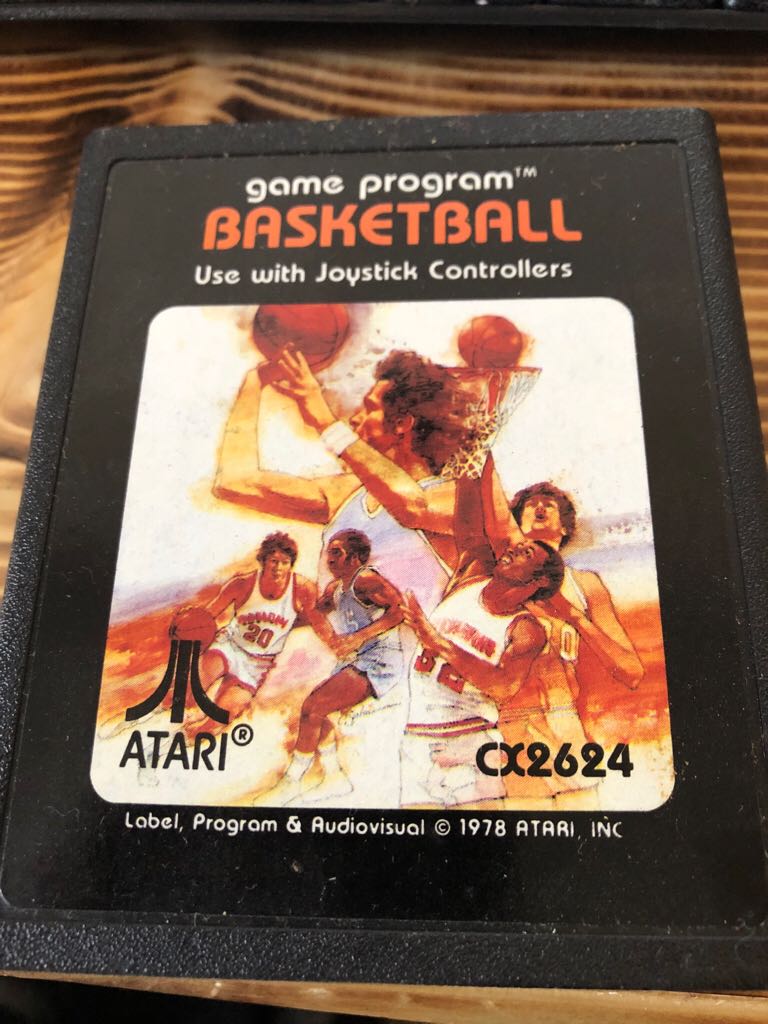 game program™
BASKETBALL
Use with Joystick Controllers
20
ATARI®
CX2624
Label, Program & Audiovisual © 1978 ATARI, INC